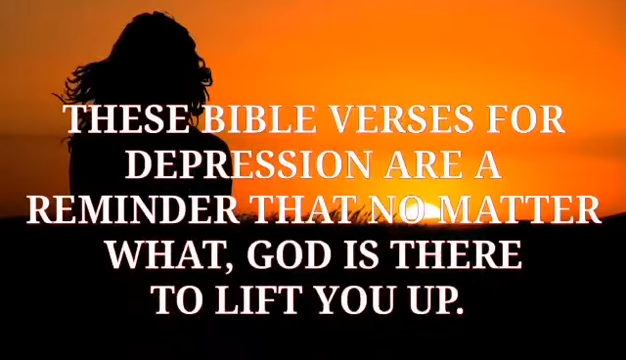 THESE BIBLE VERSES FOR
DEPRESSION ARE A
REMINDER THAT NO MATTER
WHAT, GOD IS THERE
TO LIFT YOU UP.